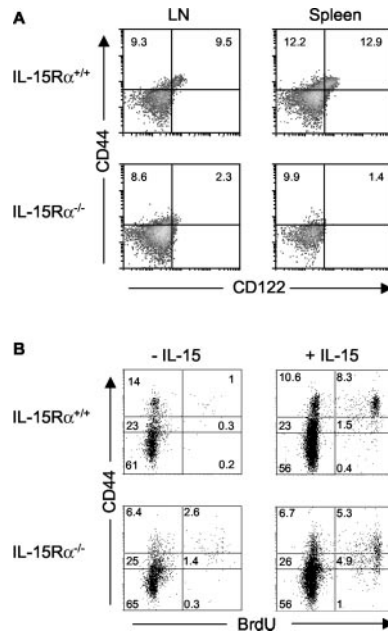 A
LN
Spleen
IL-15Rα+/+
9.3
9.5
12.2
12.9
CD44
IL-15Rα-/-
8.6
2.3
9.9
1.4
CD122
B
- IL-15
+ IL-15
IL-15Rα+/+
14
1
10.6
8.3
23
0.3
23
1.5
61
0.2
56
0.4
CD44
IL-15Rα-/-
6.4
2.6
6.7
5.3
25
1.4
26
4.9
65
0.3
56
1
BrdU